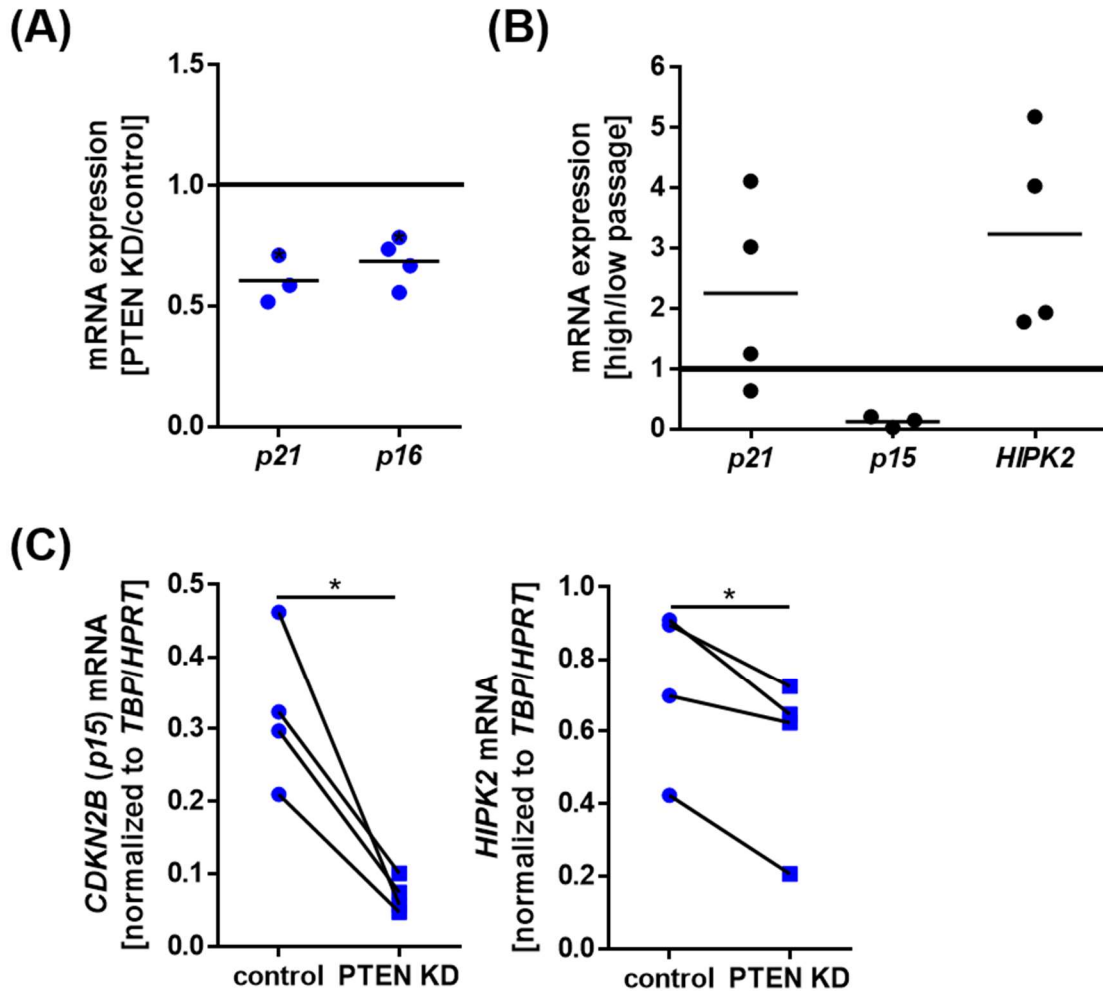 (A)
mRNA expression
[PTEN KD/control]
1.5
1.0
0.5
0.0
*
*
p21
p16
(B)
mRNA expression
[high/low passage]
6
5
4
3
2
1
0
p21
p15
HIPK2
(C)
CDKN2B (p15) mRNA
[normalized to TBP/HPRT]
0.5
0.4
0.3
0.2
0.1
0.0
*
control
PTEN KD
HIPK2 mRNA
[normalized to TBP/HPRT]
1.0
0.8
0.6
0.4
0.2
0.0
*
control
PTEN KD